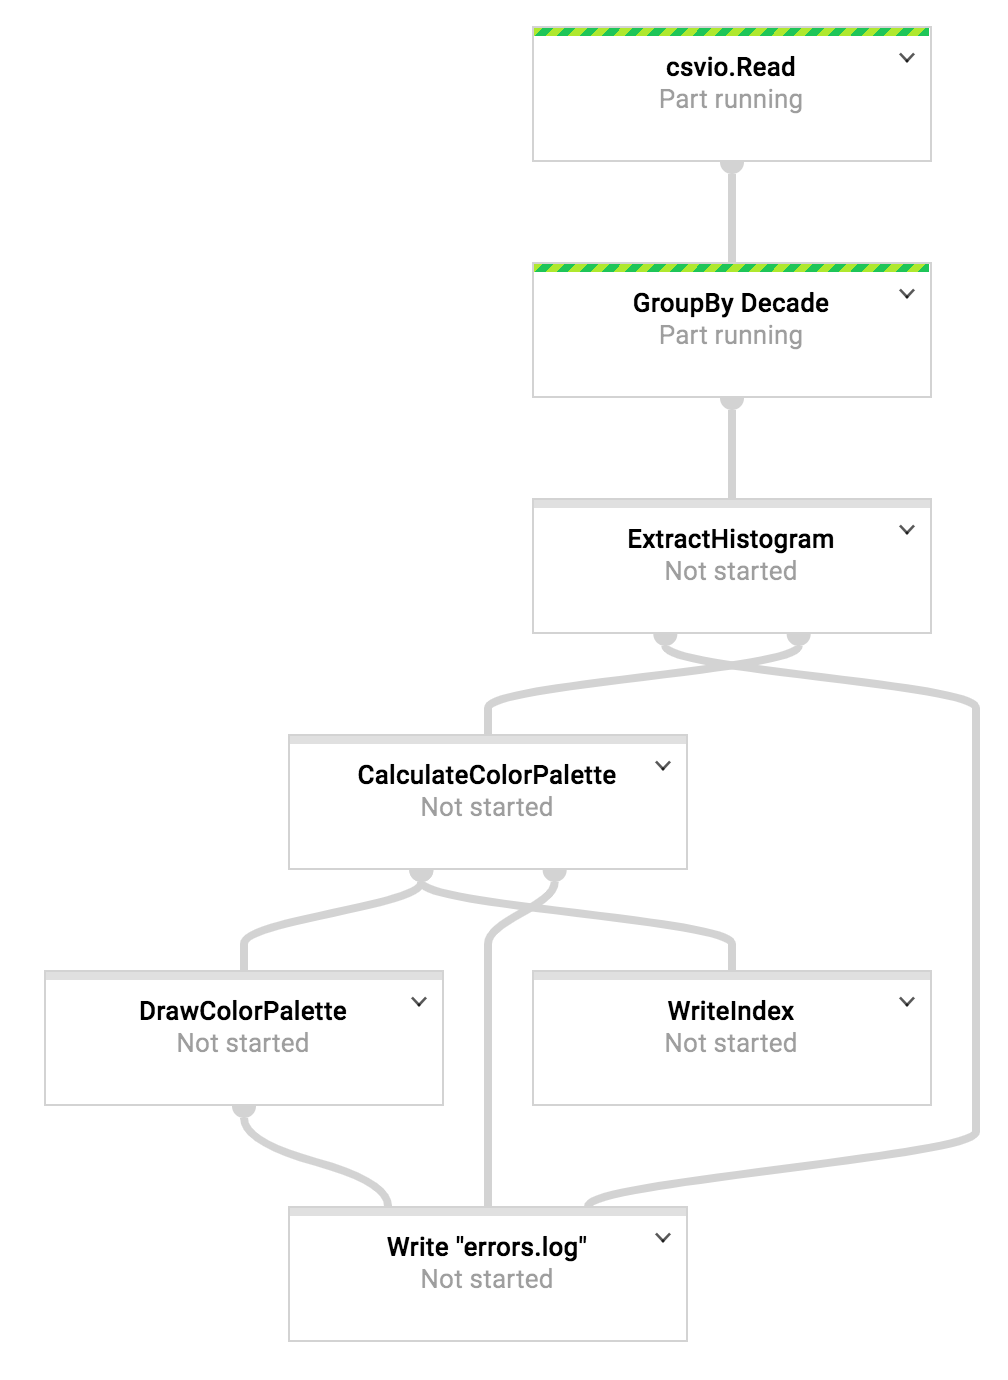 csvio.Read
Part running
GroupBy Decade
Part running
ExtractHistogram
Not started
CalculateColorPalette
Not started
DrawColorPalette
Not started
WriteIndex
Not started
Write "errors.log"
Not started